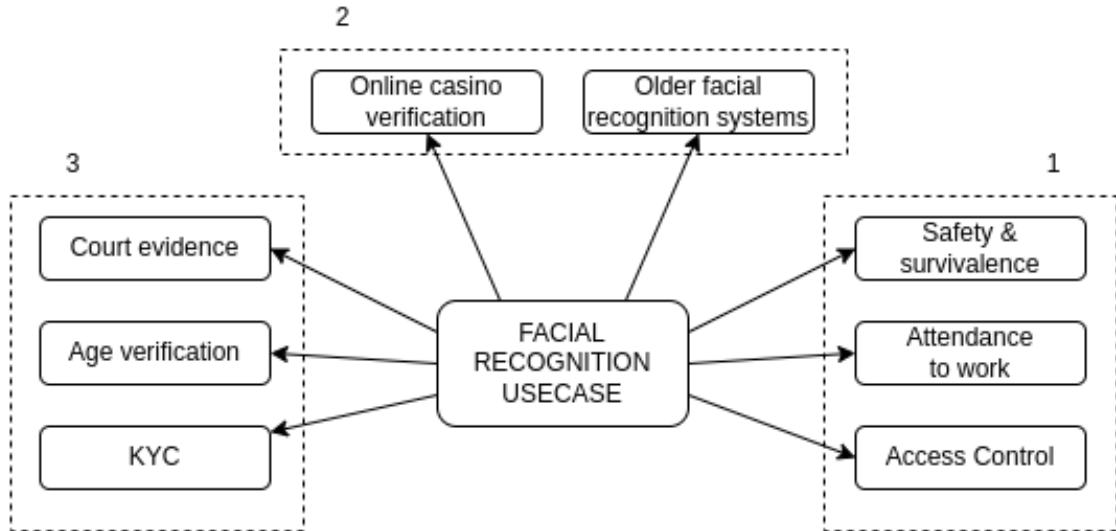 2
Online casino
verification
Older facial
recognition systems
3
1
Court evidence
Safety &
survivalence
Age verification
FACIAL
RECOGNITION
USECASE
Attendance
to work
KYC
Access Control